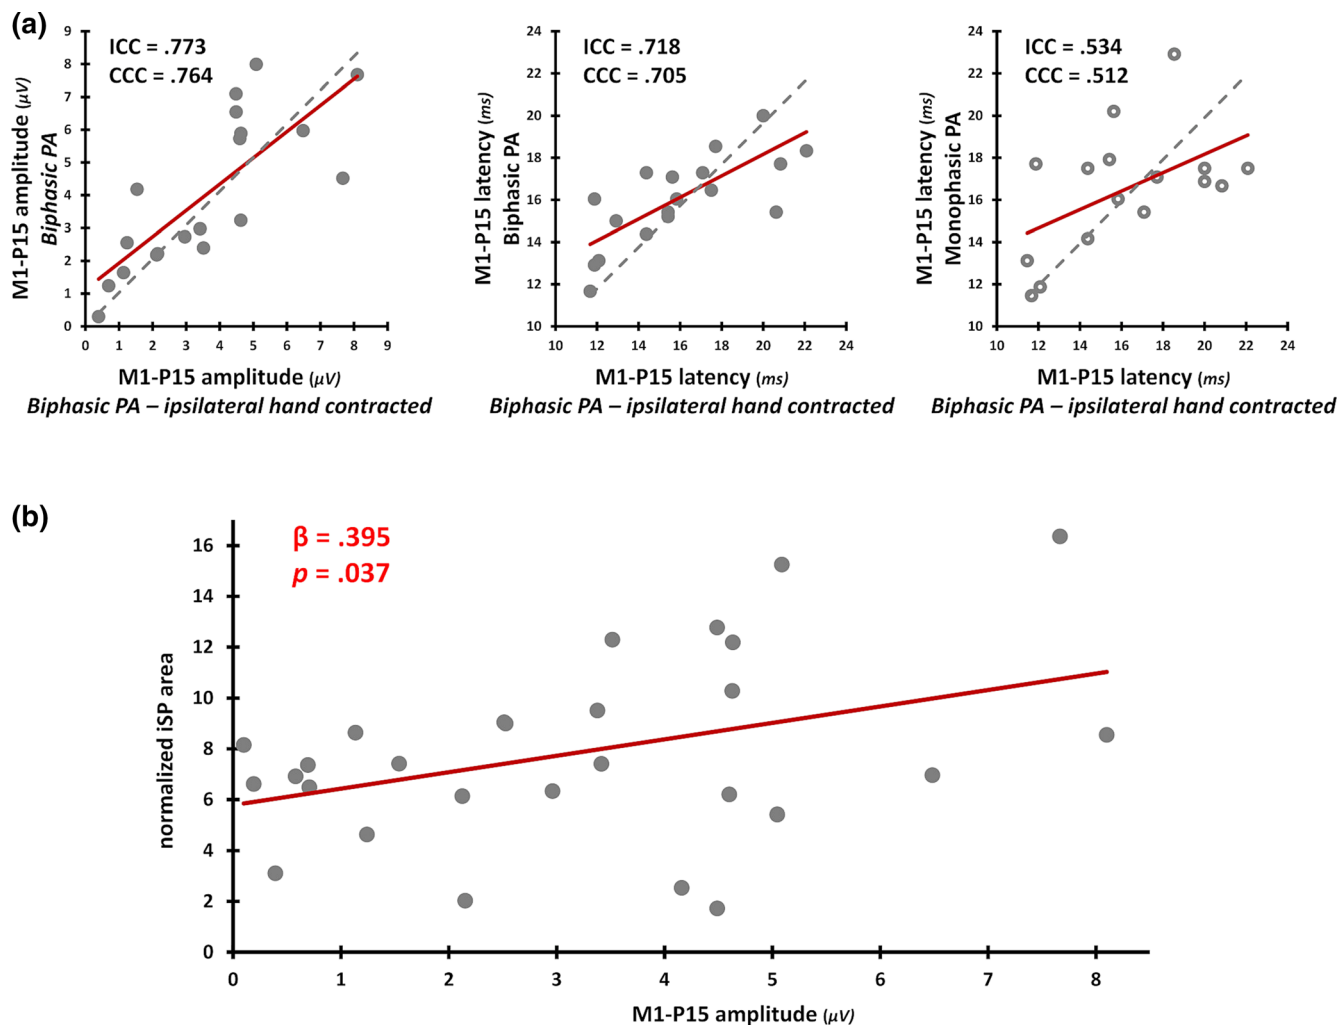 (a)
ICC = .773
CCC = .764
M1-P15 amplitude (μV)
Biphasic PA
9
8
7
6
5
4
3
2
1
0
0 1 2 3 4 5 6 7 8 9
M1-P15 amplitude (μV)
Biphasic PA – ipsilateral hand contracted
ICC = .718
CCC = .705
M1-P15 latency (ms)
Biphasic PA
24
22
20
18
16
14
12
10
10 12 14 16 18 20 22 24
M1-P15 latency (ms)
Biphasic PA – ipsilateral hand contracted
ICC = .534
CCC = .512
M1-P15 latency (ms)
Monophasic PA
24
22
20
18
16
14
12
10
10 12 14 16 18 20 22 24
M1-P15 latency (ms)
Biphasic PA – ipsilateral hand contracted
(b)
β = .395
p = .037
normalized iSP area
16
14
12
10
8
6
4
2
0
0 1 2 3 4 5 6 7 8
M1-P15 amplitude (μV)